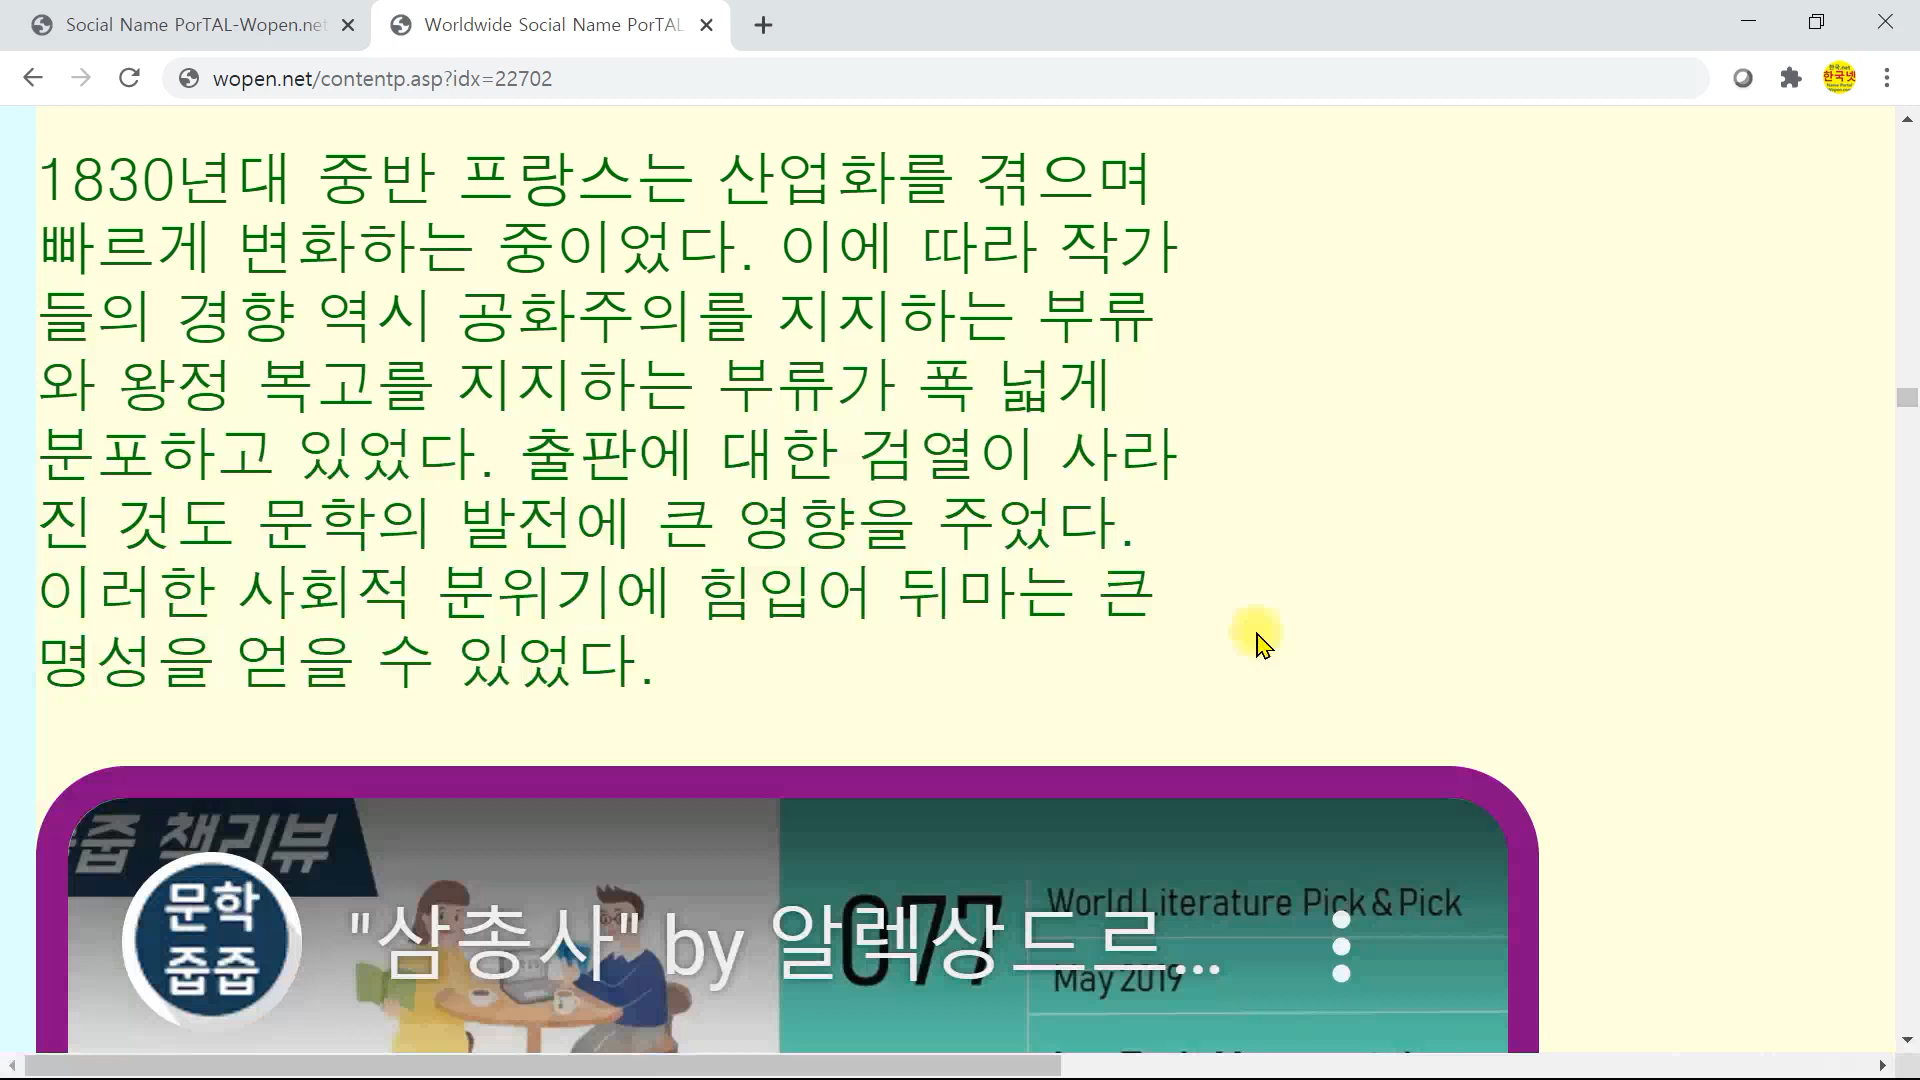 Social Name PorTAL-Wopen.net
Worldwide Social Name PorTAL
wopen.net/contentp.asp?idx=22702
1830년대 중반 프랑스는 산업화를 겪으며
빠르게 변화하는 중이었다. 이에 따라 작가
들의 경향 역시 공화주의를 지지하는 부류
와 왕정 복고를 지지하는 부류가 폭 넓게
분포하고 있었다. 출판에 대한 검열이 사라
진 것도 문학의 발전에 큰 영향을 주었다.
이러한 사회적 분위기에 힘입어 뒤마는 큰
명성을 얻을 수 있었다.
줍 책리뷰
문학
줍줍
"삼총사" by 알렉상드르...
077
World Literature Pick & Pick
May 2019